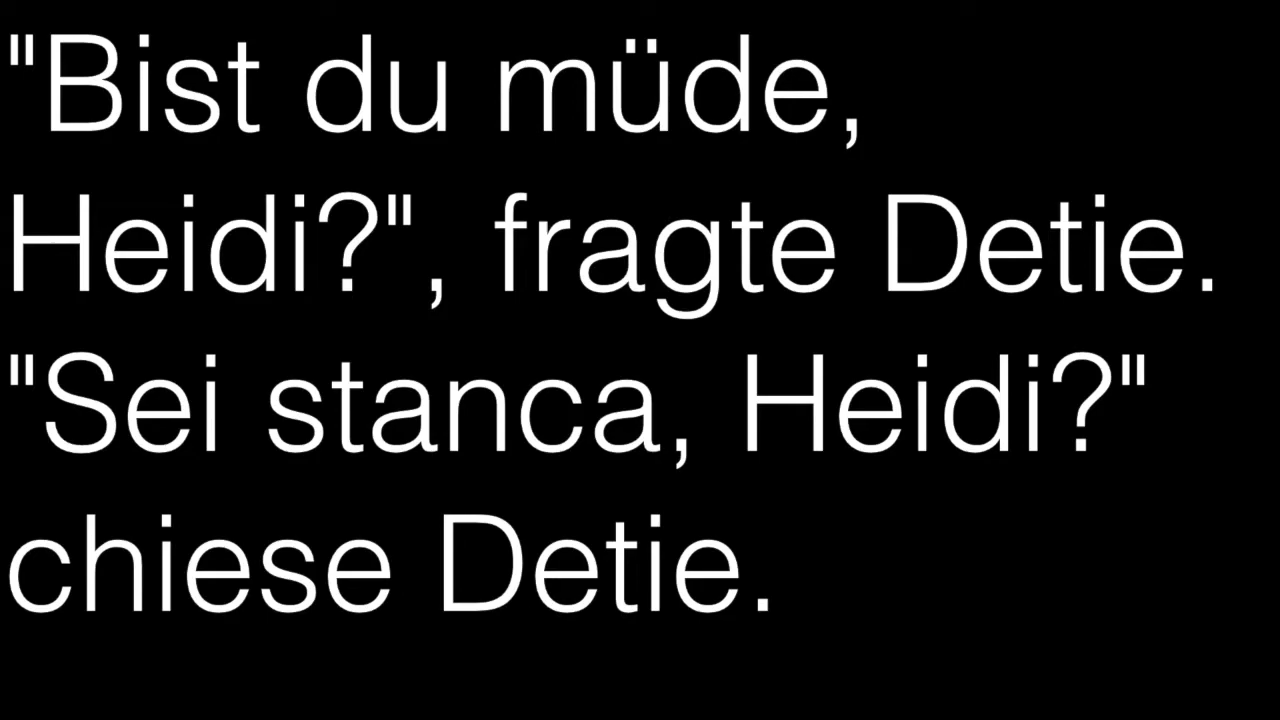 "Bist du müde,
Heidi?", fragte Detie.
"Sei stanca, Heidi?"
chiese Detie.